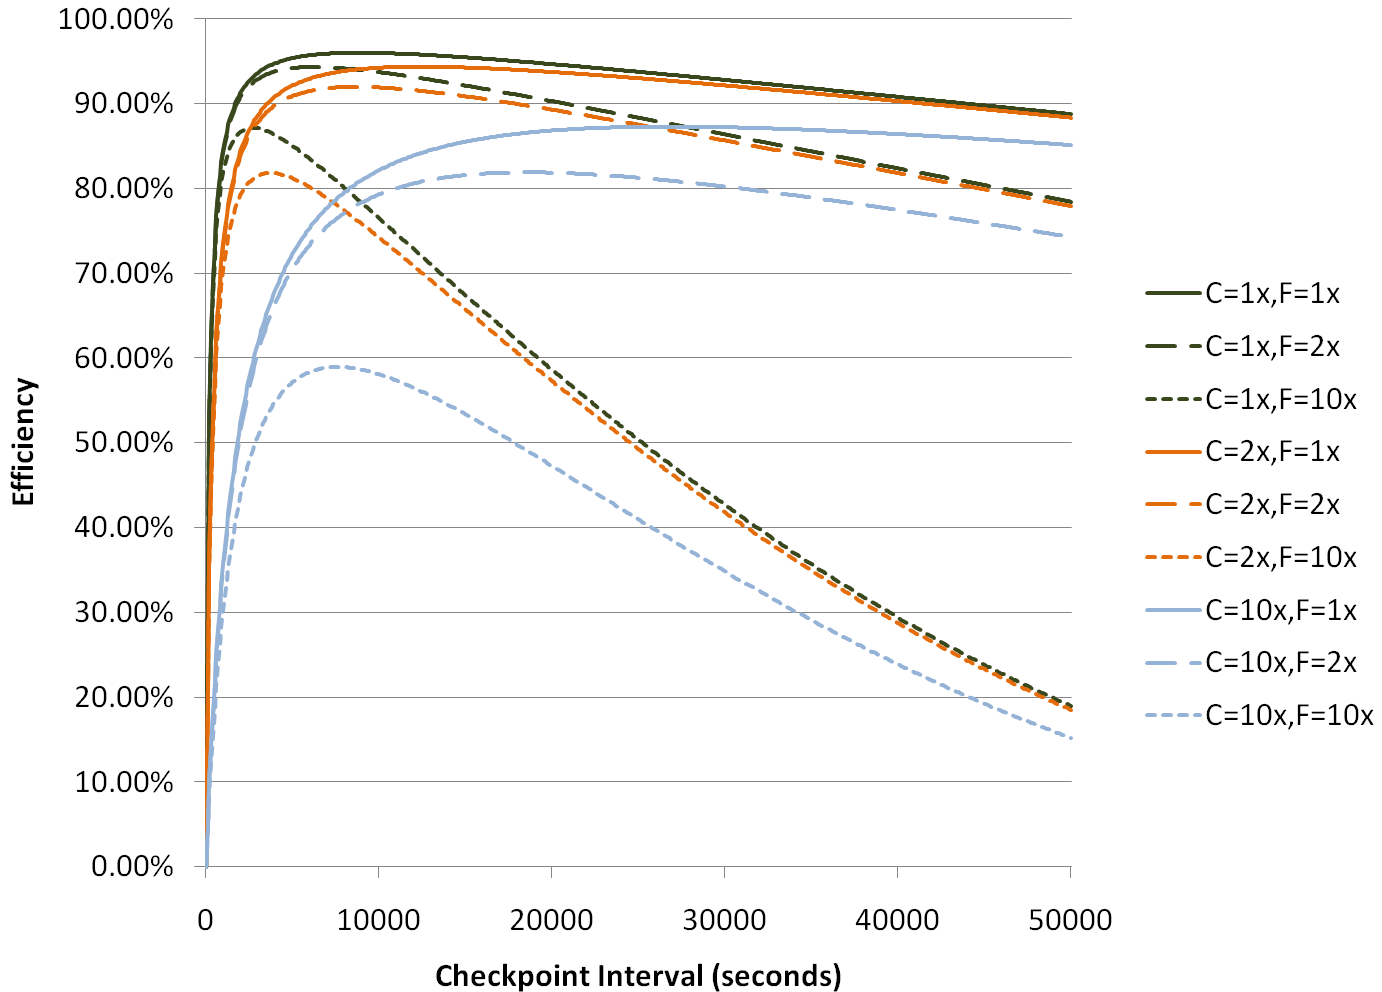 100.00%
90.00%
80.00%
70.00%
60.00%
50.00%
40.00%
30.00%
20.00%
10.00%
0.00%
Efficiency
0 10000 20000 30000 40000 50000
Checkpoint Interval (seconds)
C=1x,F=1x
C=1x,F=2x
C=1x,F=10x
C=2x,F=1x
C=2x,F=2x
C=2x,F=10x
C=10x,F=1x
C=10x,F=2x
C=10x,F=10x